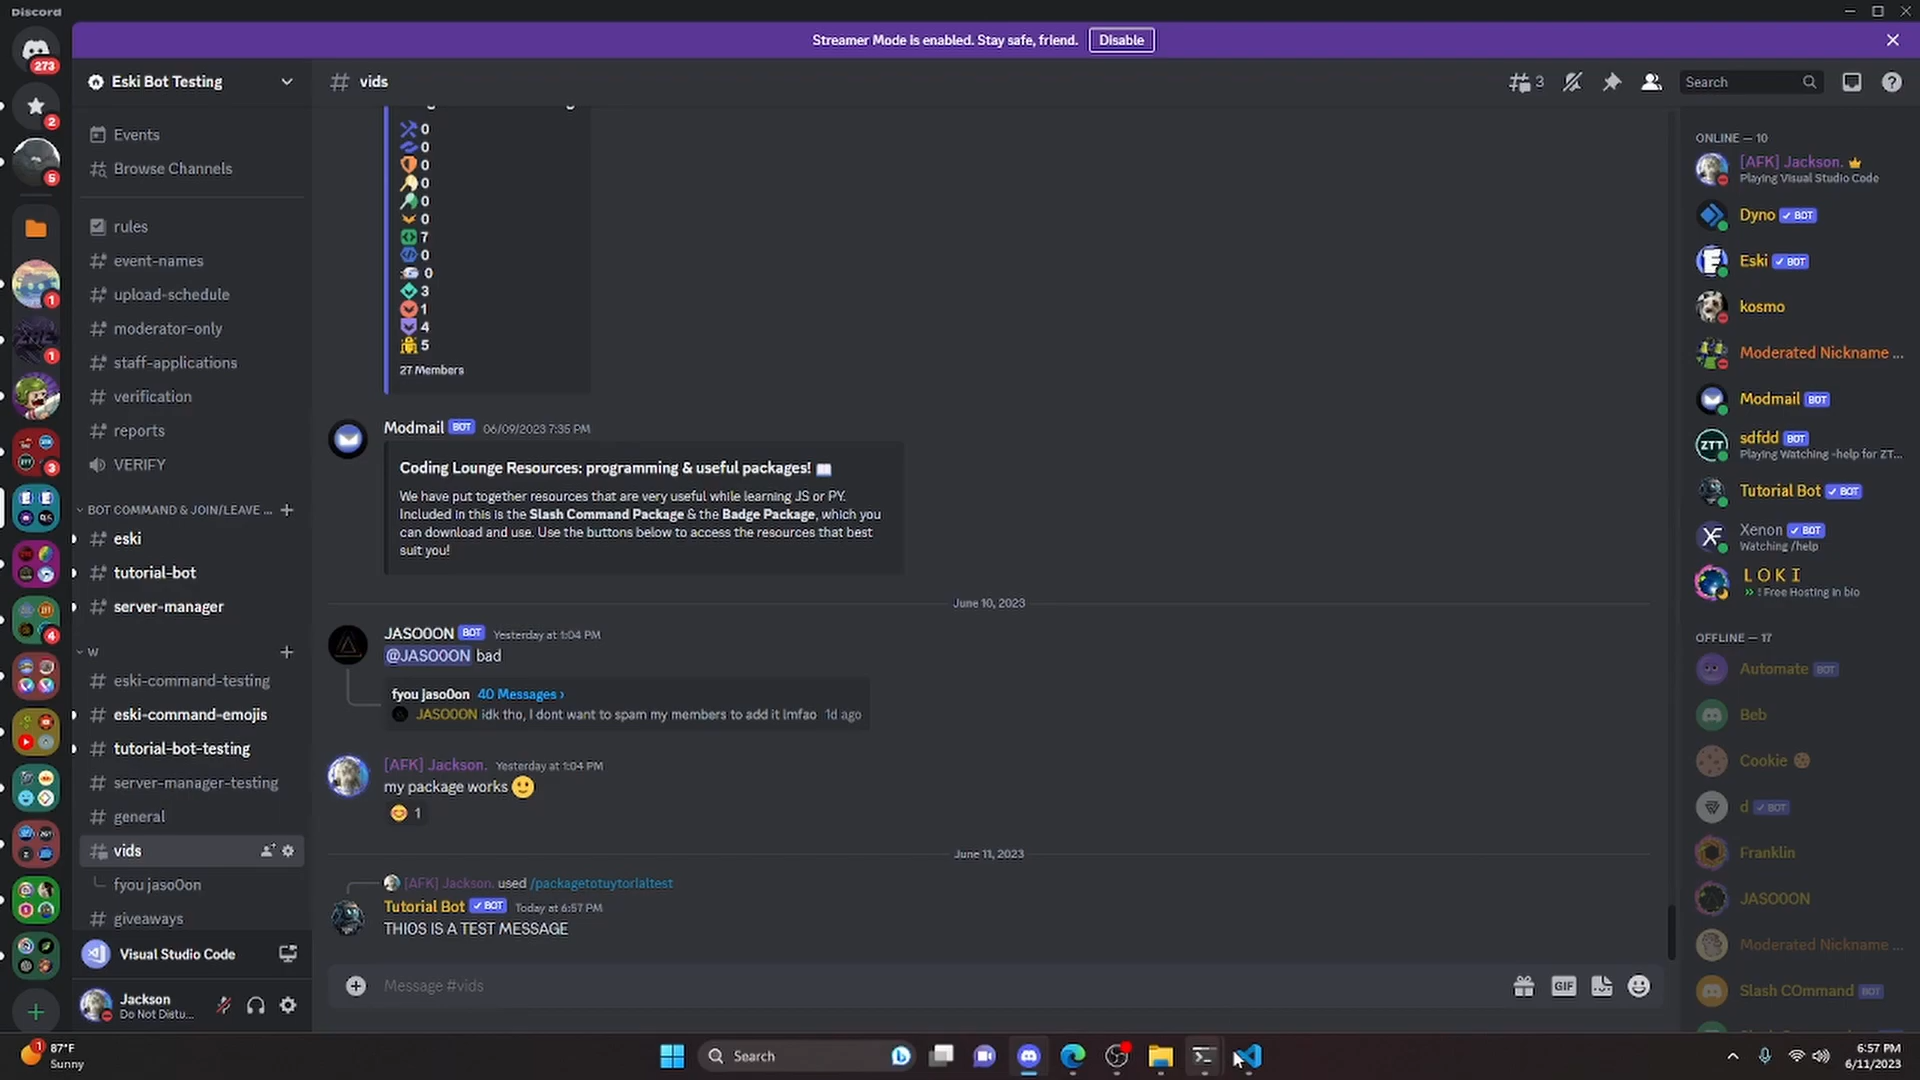 Discord
Streamer Mode is enabled. Stay safe, friend.
Disable
273
2
5
1
1
3
4
Eski Bot Testing
Events
Browse Channels
rules
event-names
upload-schedule
moderator-only
staff-applications
verification
reports
VERIFY
BOT COMMAND & JOIN/LEAVE ...
eski
tutorial-bot
server-manager
W
eski-command-testing
eski-command-emojis
tutorial-bot-testing
server-manager-testing
general
vids
fyou jaso0on
giveaways
Visual Studio Code
Jackson
Do Not Distu...
vids
3
Search
0
0
0
0
0
0
7
0
0
3
1
4
5
27 Members
Modmail BOT 06/09/2023 7:35 PM
Coding Lounge Resources: programming & useful packages!
We have put together resources that are very useful while learning JS or PY.
Included in this is the Slash Command Package & the Badge Package, which you
can download and use. Use the buttons below to access the resources that best
suit you!
June 10, 2023
JASO0ON BOT Yesterday at 1:04 PM
@JASO0ON bad
fyou jaso0on 40 Messages ›
JASO0ON idk tho, I dont want to spam my members to add it lmfao 1d ago
[AFK] Jackson. Yesterday at 1:04 PM
my package works
1
June 11, 2023
[AFK] Jackson. used /packagetotuytorialtest
Tutorial Bot BOT Today at 6:57 PM
THIOS IS A TEST MESSAGE
Message #vids
GIF
ONLINE — 10
[AFK] Jackson.
Playing Visual Studio Code
Dyno BOT
Eski BOT
kosmo
Moderated Nickname ...
Modmail BOT
sdfdd BOT
Playing Watching -help for ZT...
Tutorial Bot BOT
Xenon BOT
Watching /help
L O K I
» ! Free Hosting in bio
OFFLINE — 17
Automate BOT
Beb
Cookie
d BOT
Franklin
JASO0ON
Moderated Nickname ...
Slash COmmand BOT
1
87°F
Sunny
Search
6:57 PM
6/11/2023